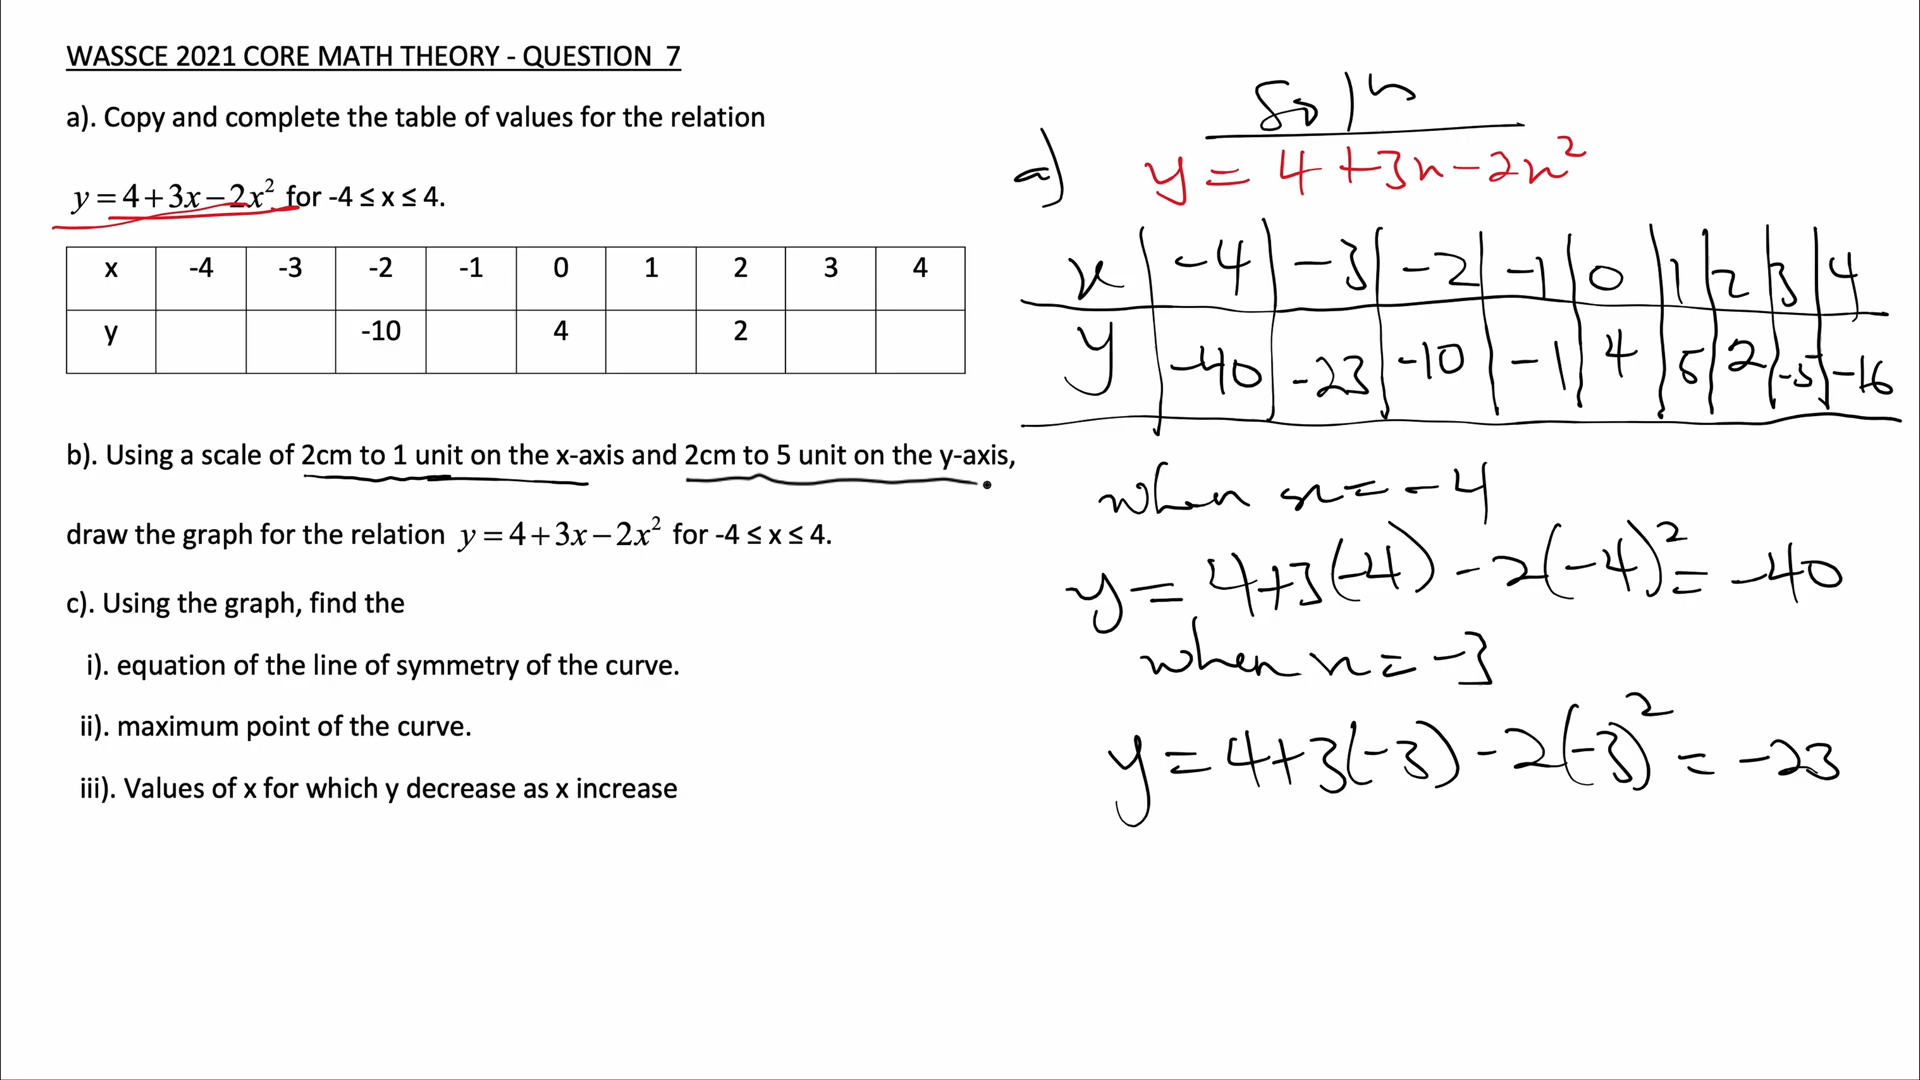 WASSCE 2021 CORE MATH THEORY - QUESTION 7
a). Copy and complete the table of values for the relation
y = 4 + 3x − 2x² for -4 ≤ x ≤ 4.
x -4 -3 -2 -1 0 1 2 3 4
y -10 4 2
b). Using a scale of 2cm to 1 unit on the x-axis and 2cm to 5 unit on the y-axis,
draw the graph for the relation y = 4 + 3x − 2x² for -4 ≤ x ≤ 4.
c). Using the graph, find the
i). equation of the line of symmetry of the curve.
ii). maximum point of the curve.
iii). Values of x for which y decrease as x increase
soln
a) y = 4 + 3x − 2x²
x -4 -3 -2 -1 0 1 2 3 4
y -40 -23 -10 -1 4 5 2 -5 -16
when x = -4
y = 4+3(-4) - 2(-4)² = -40
when x = -3
y = 4+3(-3) - 2(-3)² = -23